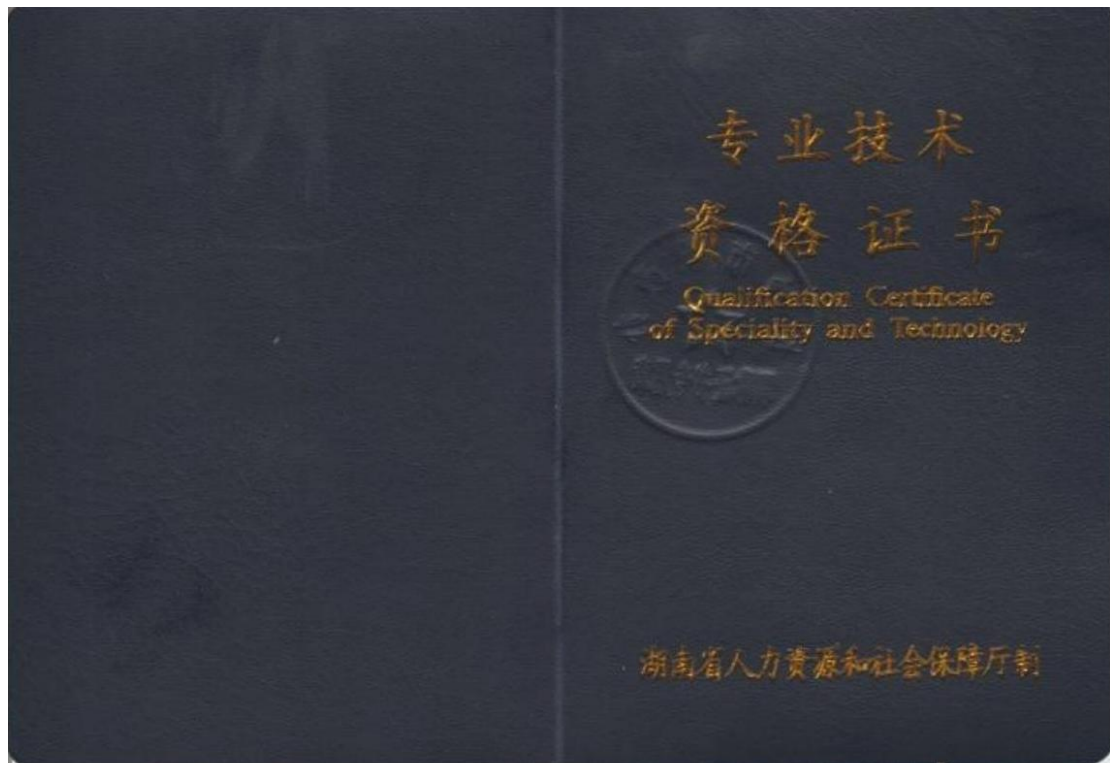 专业技术
资格证书
Qualification Certificate
of Speciality and Technology
湖南省人力资源和社会保障厅制